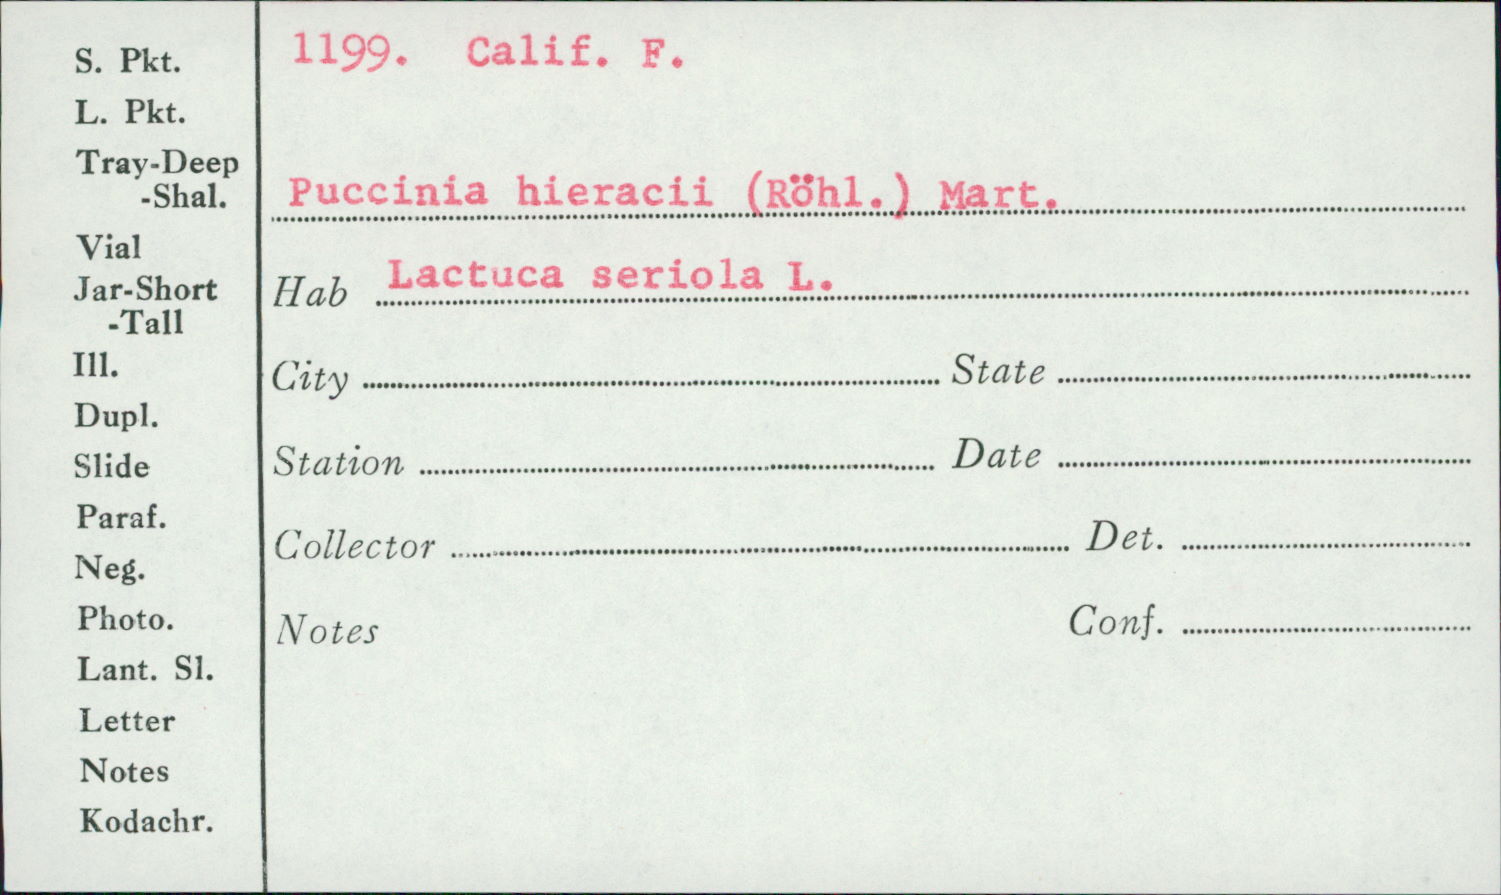 1199. Calif. F.
Puccinia hieracii (Röhl.) Mart.
Hab Lactuca seriola L.
City State
Station Date
Collector Det.
Notes Conf.
S. Pkt.
L. Pkt.
Tray-Deep
-Shal.
Vial
Jar-Short
-Tall
Ill.
Dupl.
Slide
Paraf.
Neg.
Photo.
Lant. Sl.
Letter
Notes
Kodachr.